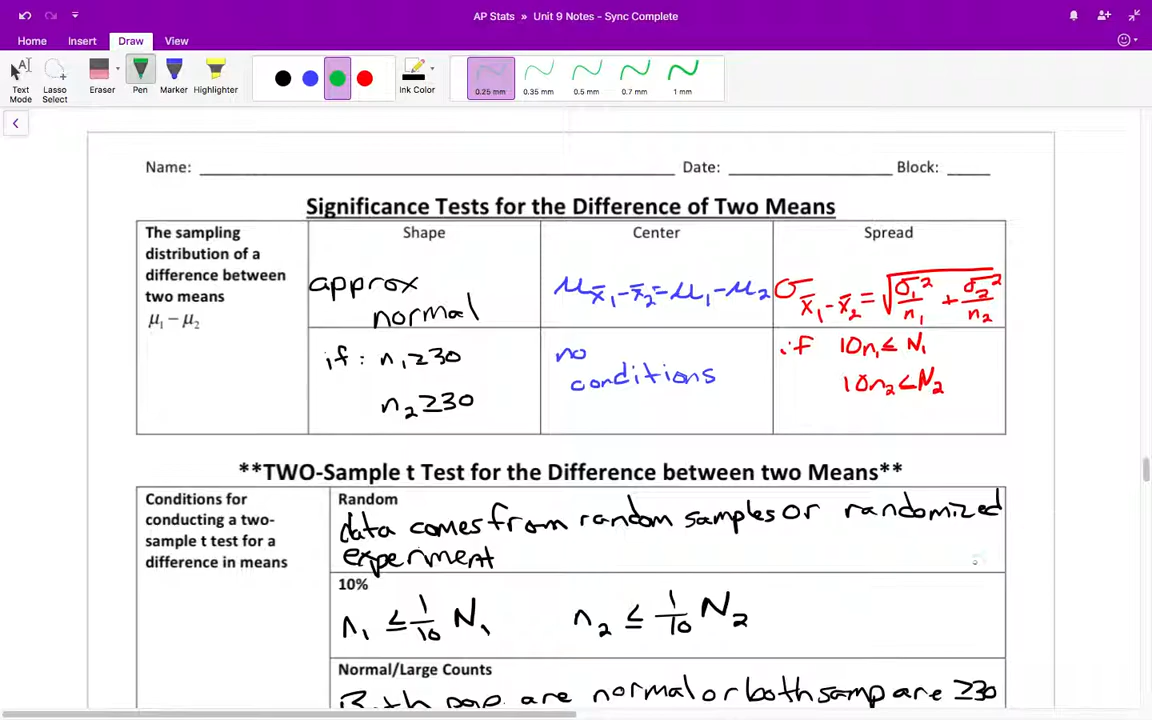 AP Stats » Unit 9 Notes - Sync Complete
Home Insert Draw View
Text Mode
Lasso Select
Eraser
Pen
Marker
Highlighter
Ink Color
0.25 mm
0.35 mm
0.5 mm
0.7 mm
1 mm
Name: Date: Block:
Significance Tests for the Difference of Two Means
The sampling
distribution of a
difference between
two means
μ₁ − μ₂
Shape
approx
normal
if: n₁≥30
n₂≥30
Center
μx̄₁-x̄₂=μ₁-μ₂
no
conditions
Spread
σx̄₁-x̄₂=√(σ₁²/n₁ + σ₂²/n₂)
if 10n₁≤N₁
10n₂≤N₂
**TWO-Sample t Test for the Difference between two Means**
Conditions for
conducting a two-
sample t test for a
difference in means
Random
data comes from random samples or randomized
experiment
10%
n₁ ≤ 1/10 N₁ n₂ ≤ 1/10 N₂
Normal/Large Counts
Both pop. are normal or both samp are ≥30